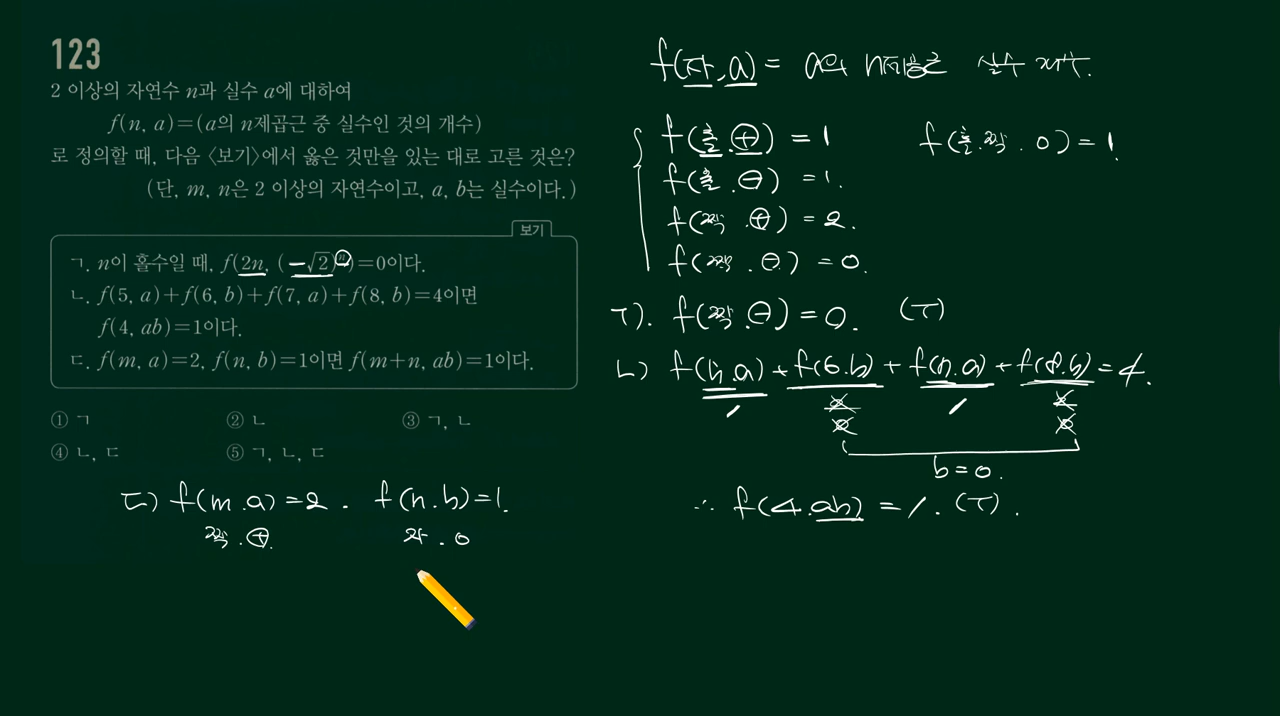 123
2 이상의 자연수 n과 실수 a에 대하여
f(n, a)=(a의 n제곱근 중 실수인 것의 개수)
로 정의할 때, 다음 <보기>에서 옳은 것만을 있는 대로 고른 것은?
(단, m, n은 2 이상의 자연수이고, a, b는 실수이다.)
보기
ㄱ. n이 홀수일 때, f(2n, (-√2)ⁿ)=0이다.
ㄴ. f(5, a)+f(6, b)+f(7, a)+f(8, b)=4이면
f(4, ab)=1이다.
ㄷ. f(m, a)=2, f(n, b)=1이면 f(m+n, ab)=1이다.
① ㄱ ② ㄴ ③ ㄱ, ㄴ
④ ㄴ, ㄷ ⑤ ㄱ, ㄴ, ㄷ
ㄷ) f(m.a)=2. f(n.b)=1.
짝.⊕ 자.0
f(자,a)= a의 n제곱근 실수 개수.
f(홀.⊕)=1 f(홀.짝.0)=1.
f(홀.⊖)=1.
f(짝.⊕)=2.
f(짝.⊖)=0.
ㄱ). f(짝.⊖)=0. (T)
ㄴ) f(5.a)+f(6.b)+f(7.a)+f(8.b)=4.
1 2 1 2
0 0
b=0.
∴ f(4.ab)=1. (T).